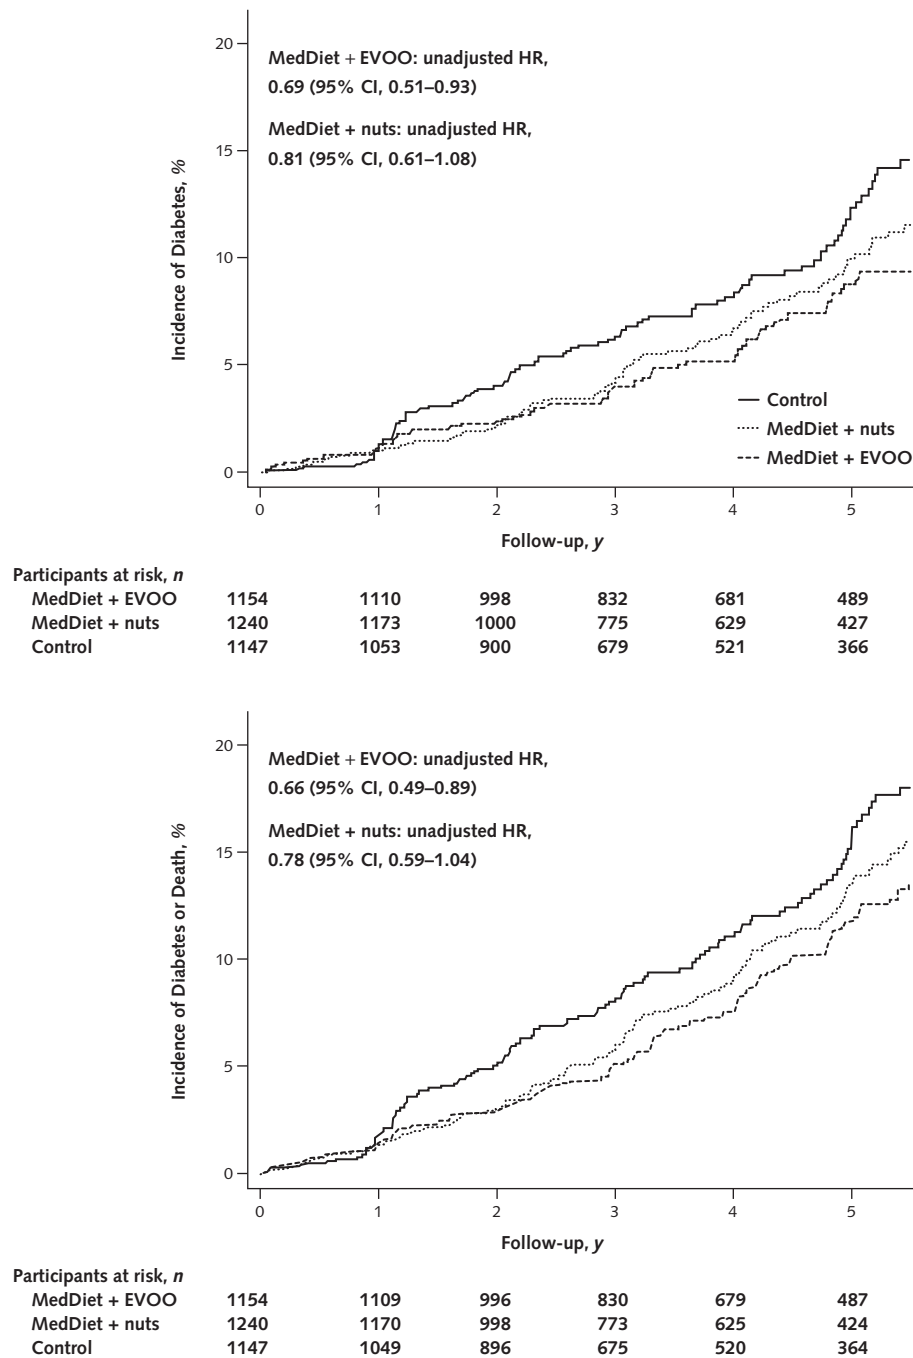 20
15
10
5
0
Incidence of Diabetes, %
MedDiet + EVOO: unadjusted HR,
0.69 (95% CI, 0.51–0.93)
MedDiet + nuts: unadjusted HR,
0.81 (95% CI, 0.61–1.08)
Control
MedDiet + nuts
MedDiet + EVOO
0 1 2 3 4 5
Follow-up, y
Participants at risk, n
MedDiet + EVOO 1154 1110 998 832 681 489
MedDiet + nuts 1240 1173 1000 775 629 427
Control 1147 1053 900 679 521 366
20
15
10
5
0
Incidence of Diabetes or Death, %
MedDiet + EVOO: unadjusted HR,
0.66 (95% CI, 0.49–0.89)
MedDiet + nuts: unadjusted HR,
0.78 (95% CI, 0.59–1.04)
0 1 2 3 4 5
Follow-up, y
Participants at risk, n
MedDiet + EVOO 1154 1109 996 830 679 487
MedDiet + nuts 1240 1170 998 773 625 424
Control 1147 1049 896 675 520 364